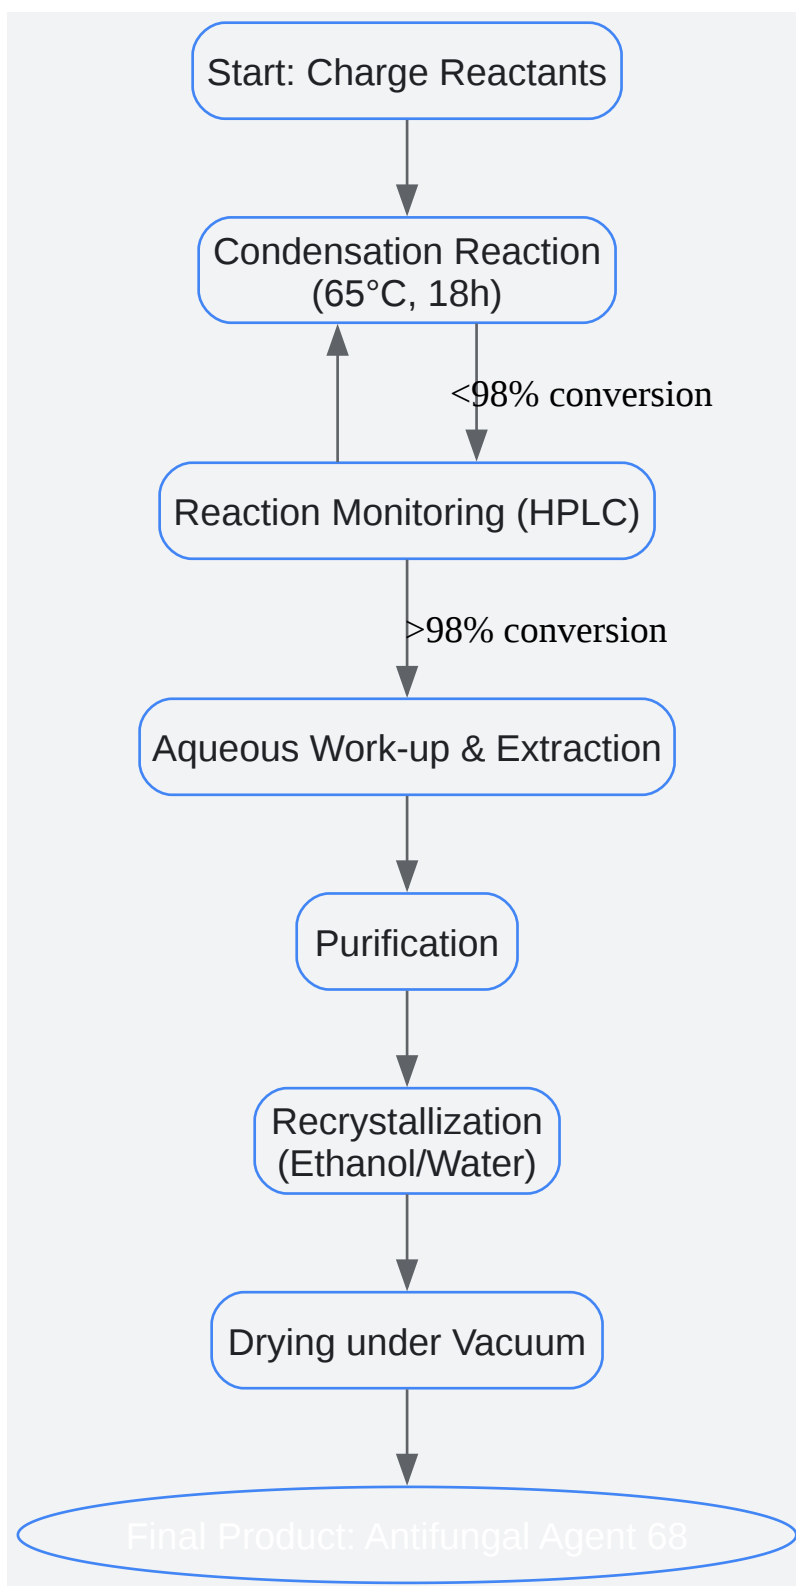 Start: Charge Reactants
Condensation Reaction
(65°C, 18h)
<98% conversion
Reaction Monitoring (HPLC)
>98% conversion
Aqueous Work-up & Extraction
Purification
Recrystallization
(Ethanol/Water)
Drying under Vacuum
Final Product: Antifungal Agent 68